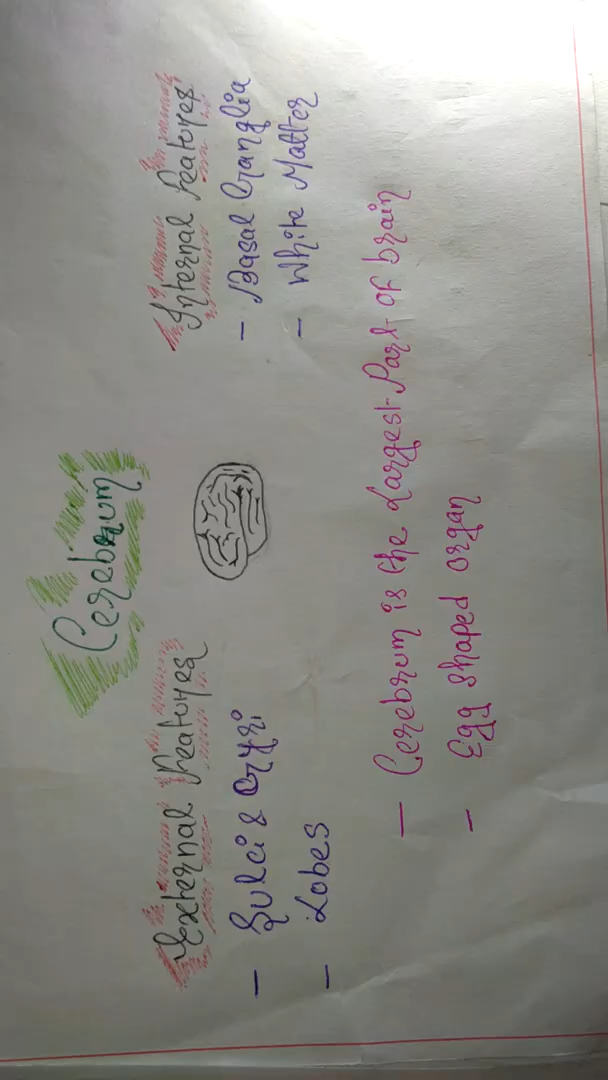 Cerebrum
External Features
- Sulci & Gyri
- Lobes
Internal Features
- Basal Ganglia
- White Matter
- Cerebrum is the Largest Part of brain
- Egg shaped organ